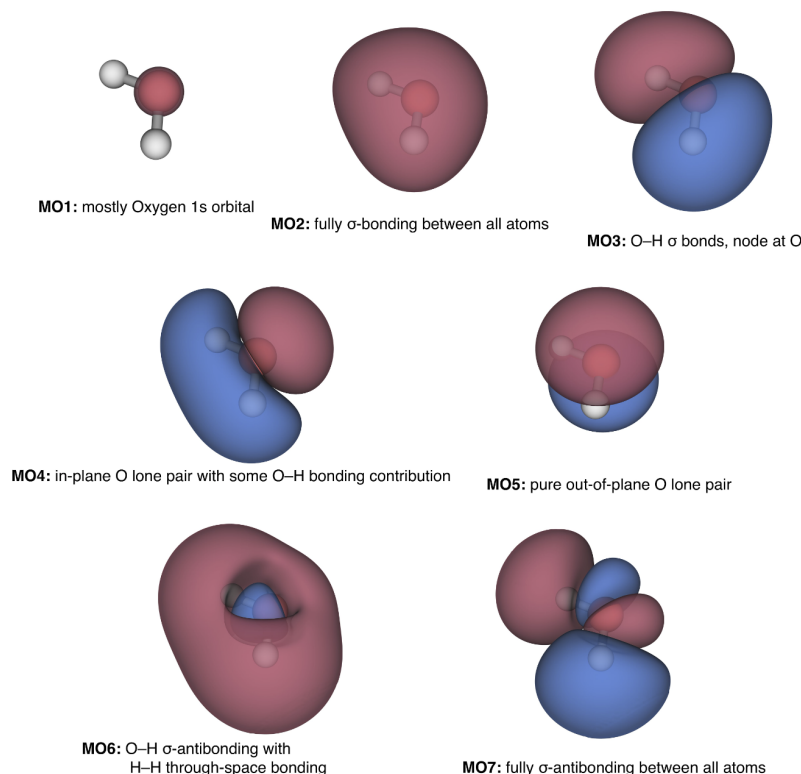 MO1: mostly Oxygen 1s orbital
MO2: fully σ-bonding between all atoms
MO3: O–H σ bonds, node at O
MO4: in-plane O lone pair with some O–H bonding contribution
MO5: pure out-of-plane O lone pair
MO6: O–H σ-antibonding with
H–H through-space bonding
MO7: fully σ-antibonding between all atoms